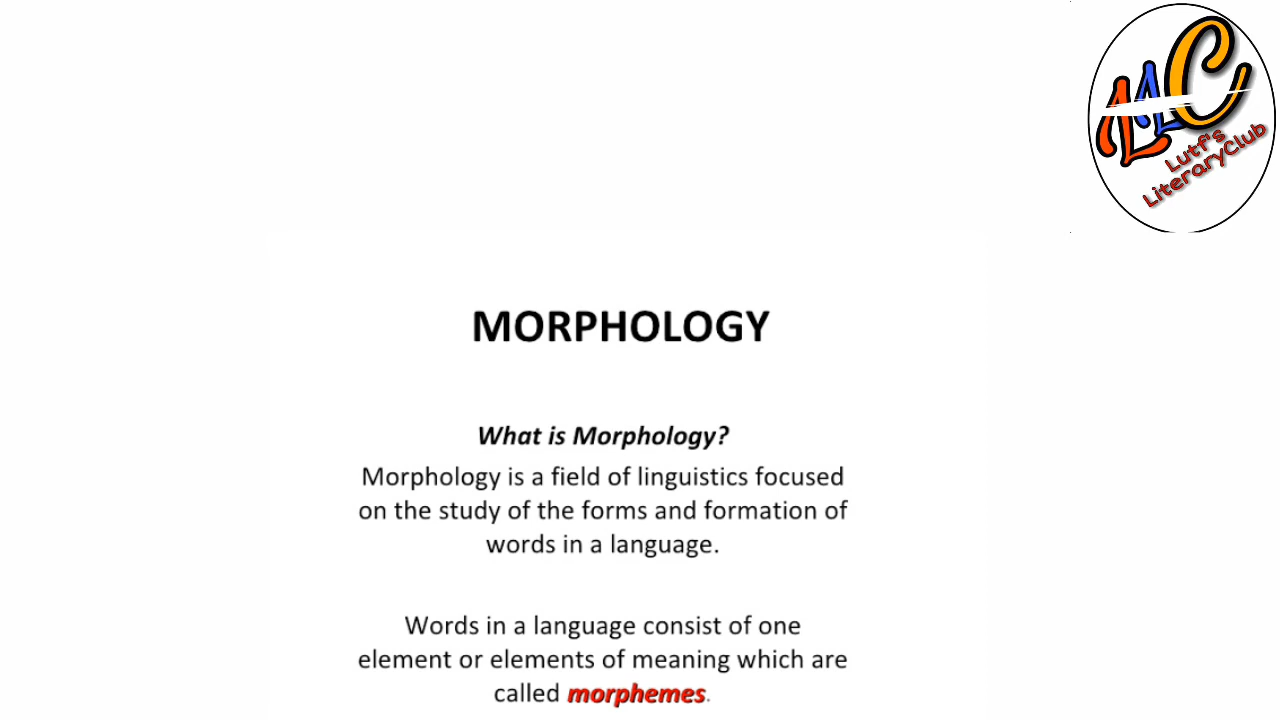 LLC
Lutf's
LiteraryClub
MORPHOLOGY
What is Morphology?
Morphology is a field of linguistics focused
on the study of the forms and formation of
words in a language.
Words in a language consist of one
element or elements of meaning which are
called morphemes.